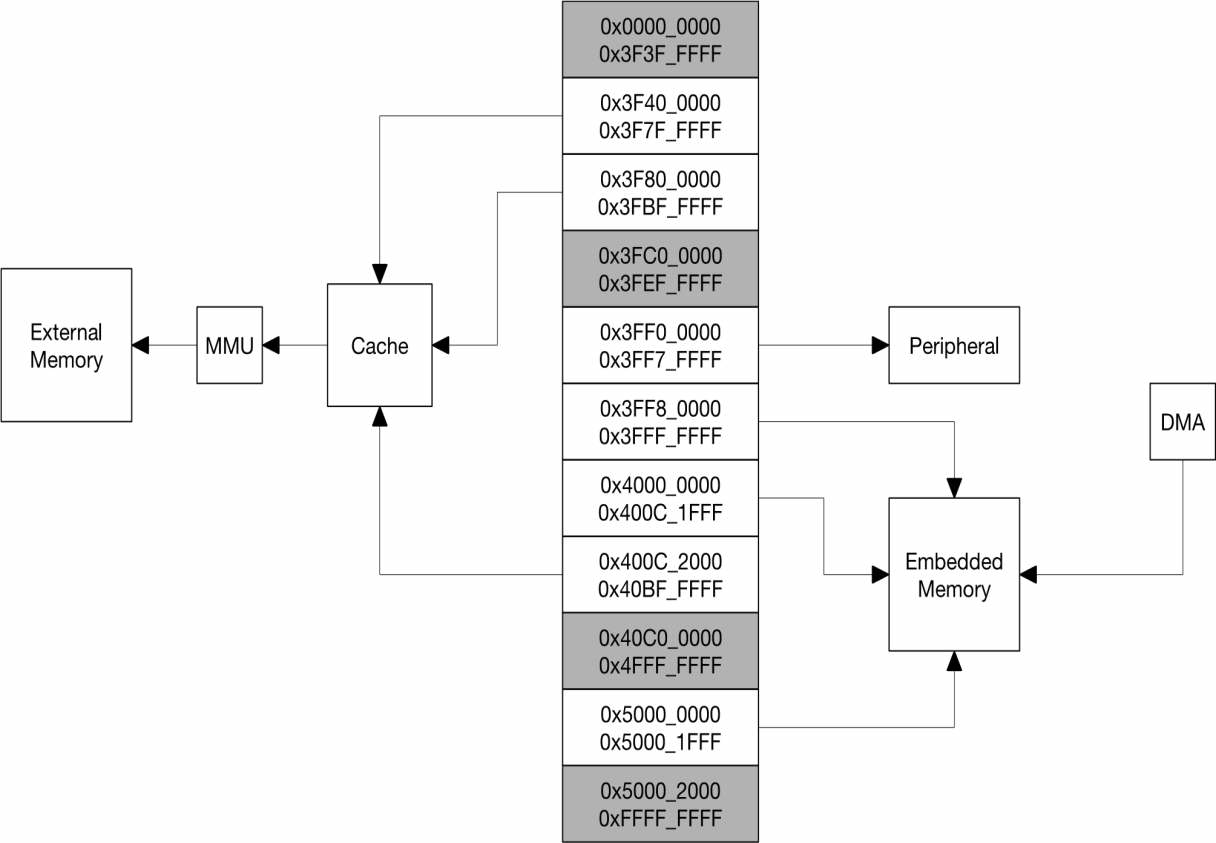 0x0000_0000
0x3F3F_FFFF
0x3F40_0000
0x3F7F_FFFF
0x3F80_0000
0x3FBF_FFFF
0x3FC0_0000
0x3FEF_FFFF
0x3FF0_0000
0x3FF7_FFFF
0x3FF8_0000
0x3FFF_FFFF
0x4000_0000
0x400C_1FFF
0x400C_2000
0x40BF_FFFF
0x40C0_0000
0x4FFF_FFFF
0x5000_0000
0x5000_1FFF
0x5000_2000
0xFFFF_FFFF
External
Memory
MMU
Cache
Peripheral
DMA
Embedded
Memory